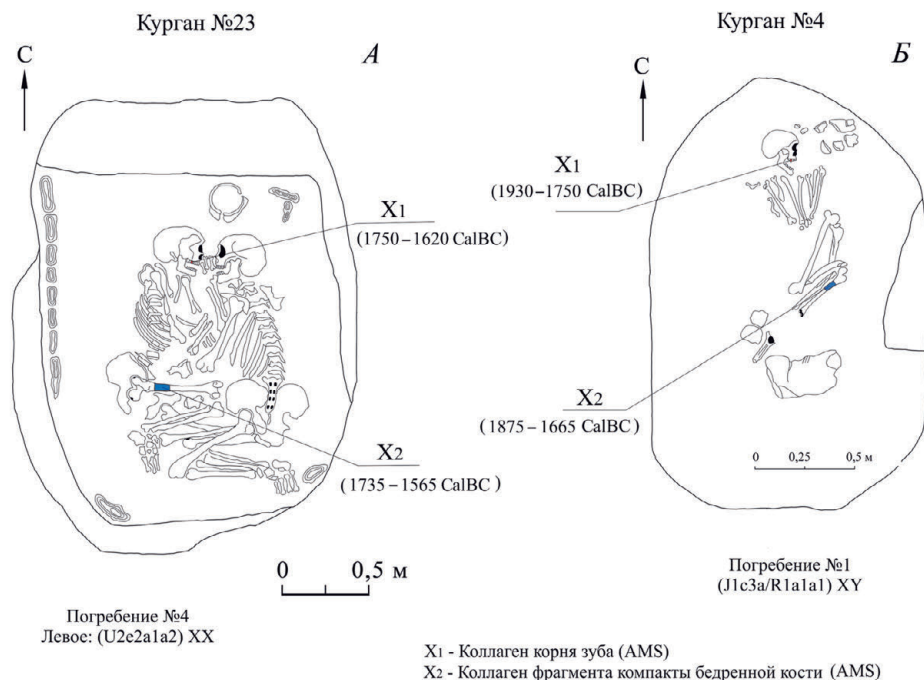 Курган №23
С
А
X1
(1750–1620 CalBC)
X2
(1735–1565 CalBC)
0 0,5 м
Погребение №4
Левое: (U2e2a1a2) XX
Курган №4
С
Б
X1
(1930–1750 CalBC)
X2
(1875–1665 CalBC)
0 0,25 0,5 м
Погребение №1
(J1c3a/R1a1a1) XY
X1 - Коллаген корня зуба (AMS)
X2 - Коллаген фрагмента компакты бедренной кости (AMS)